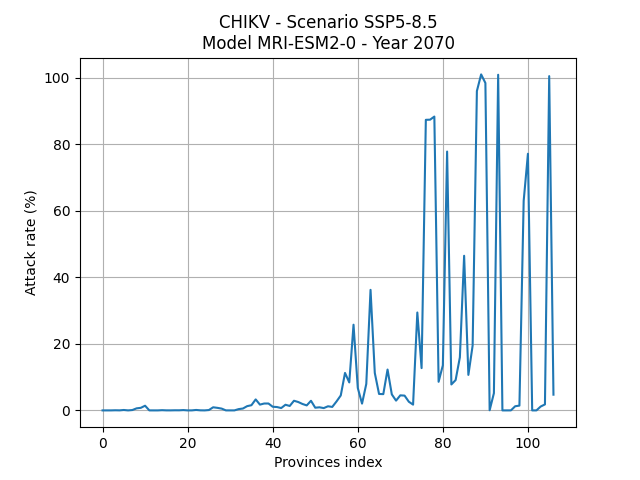 CHIKV - Scenario SSP5-8.5
Model MRI-ESM2-0 - Year 2070
100
80
60
40
20
0
Attack rate (%)
0 20 40 60 80 100
Provinces index